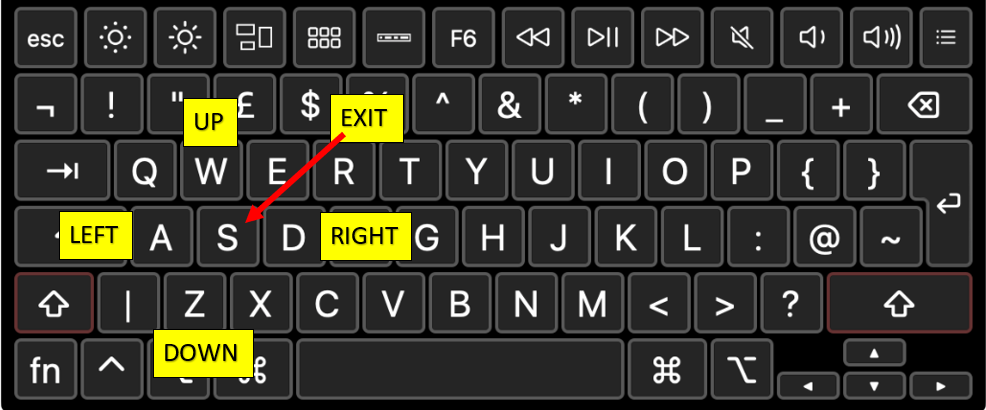 esc F6
¬ ! " £ $ % ^ & * ( ) _ +
UP EXIT
Q W E R T Y U I O P { }
LEFT A S D RIGHT G H J K L : @ ~
| Z X C V B N M < > ?
DOWN
fn ^ ⌘ ⌘ ⌥